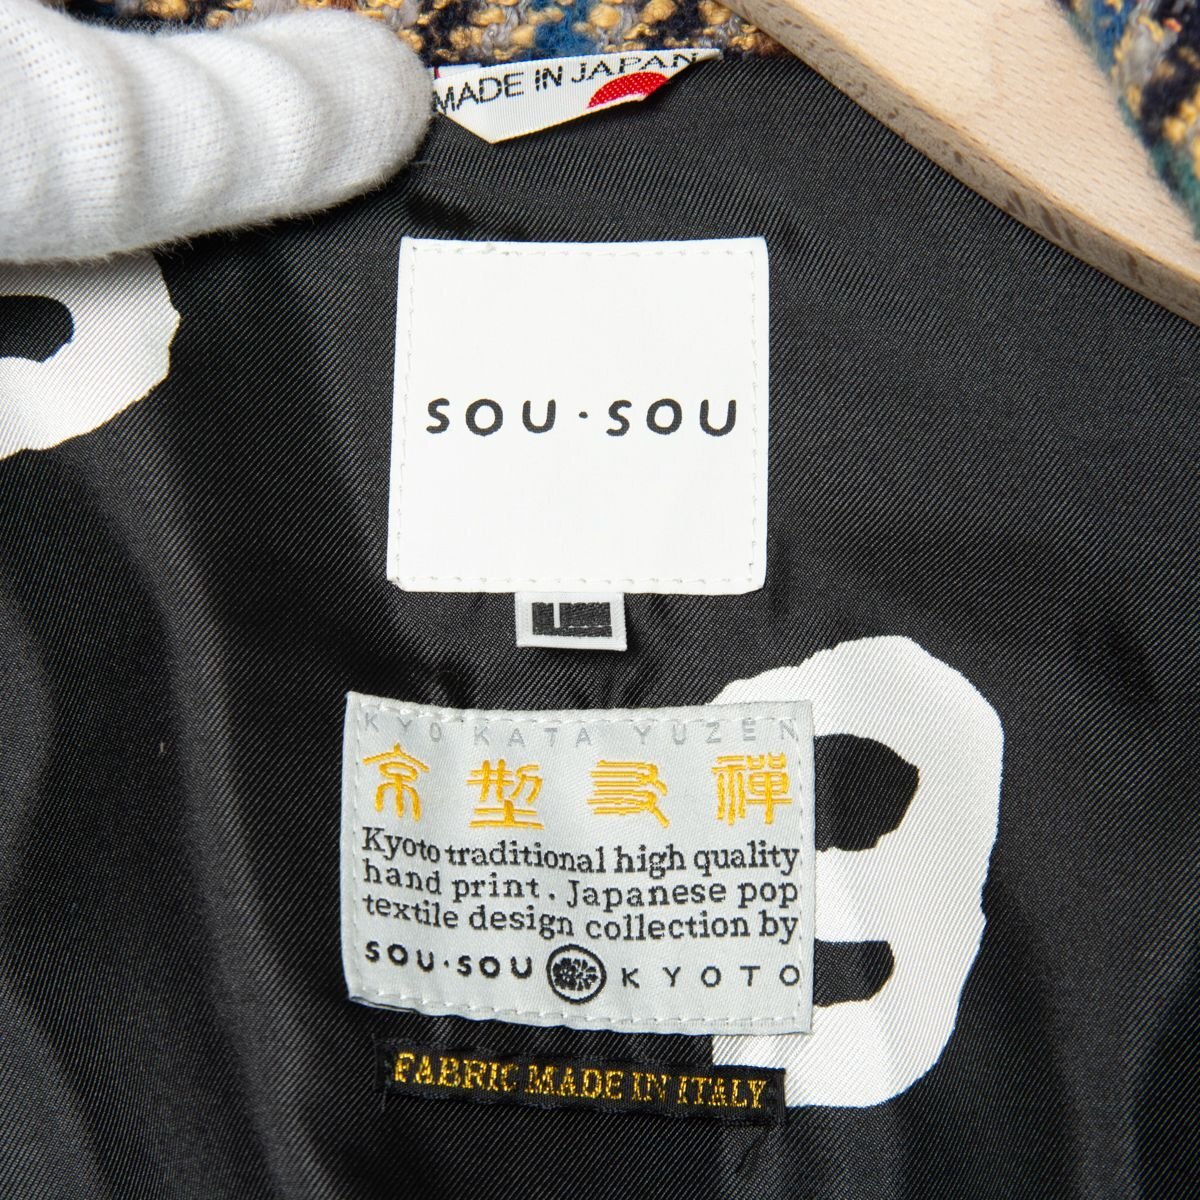 MADE IN JAPAN
SOU・SOU
L
KYO KATA YUZEN
京型友禅
Kyoto traditional high quality
hand print. Japanese pop
textile design collection by
SOU・SOU KYOTO
FABRIC MADE IN ITALY